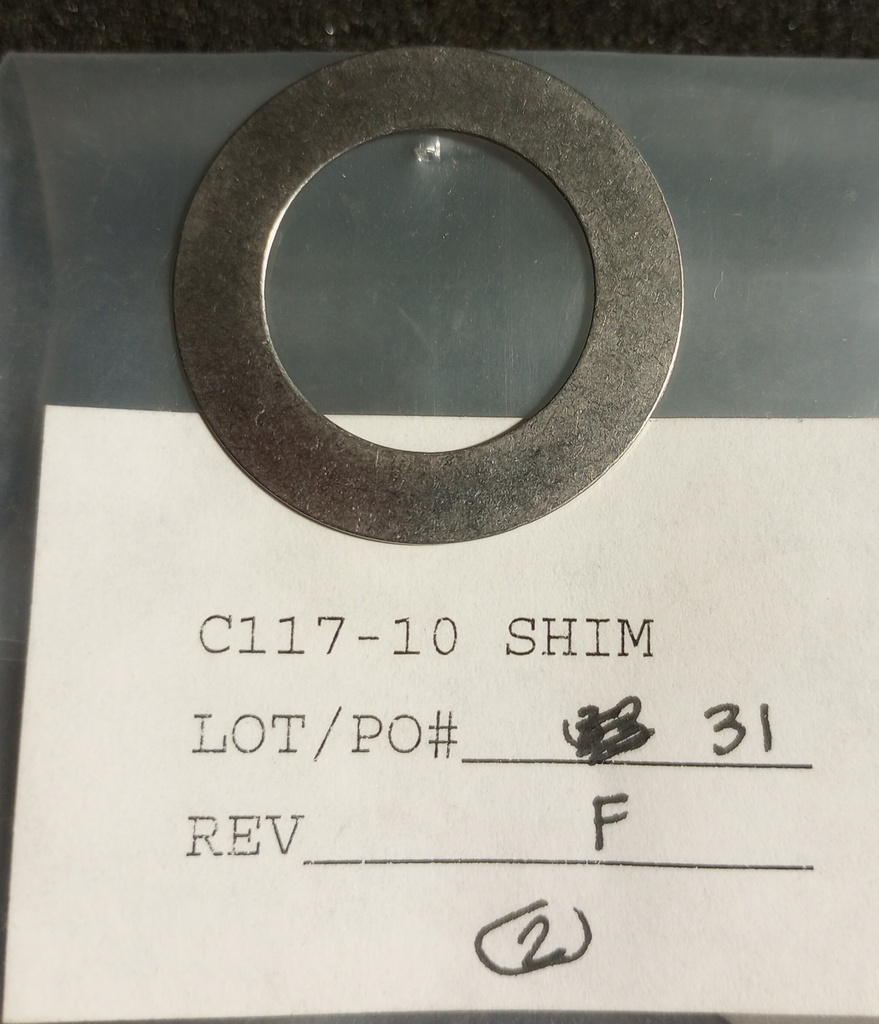 C117-10 SHIM
LOT/PO# 31
REV F
2